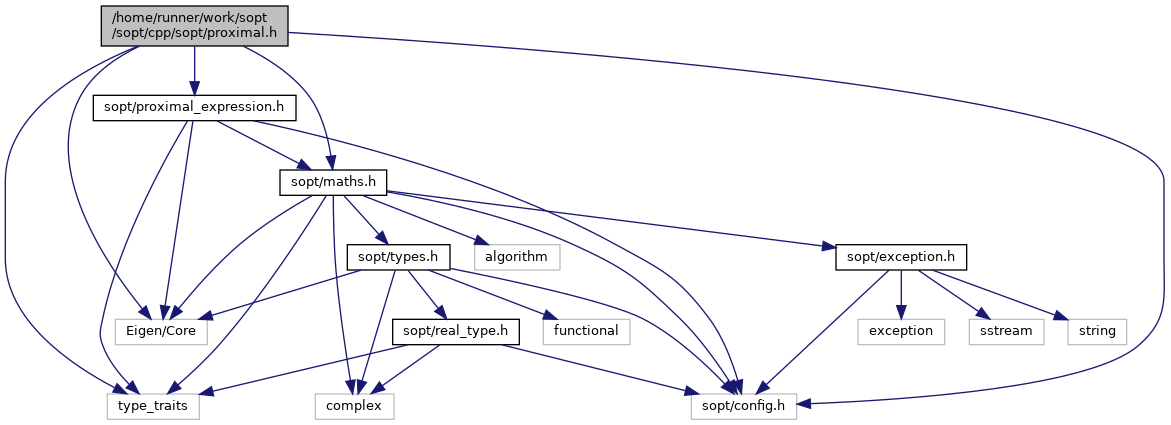 /home/runner/work/sopt
/sopt/cpp/sopt/proximal.h
sopt/proximal_expression.h
sopt/maths.h
sopt/types.h
algorithm
sopt/exception.h
Eigen/Core
sopt/real_type.h
functional
exception
sstream
string
type_traits
complex
sopt/config.h